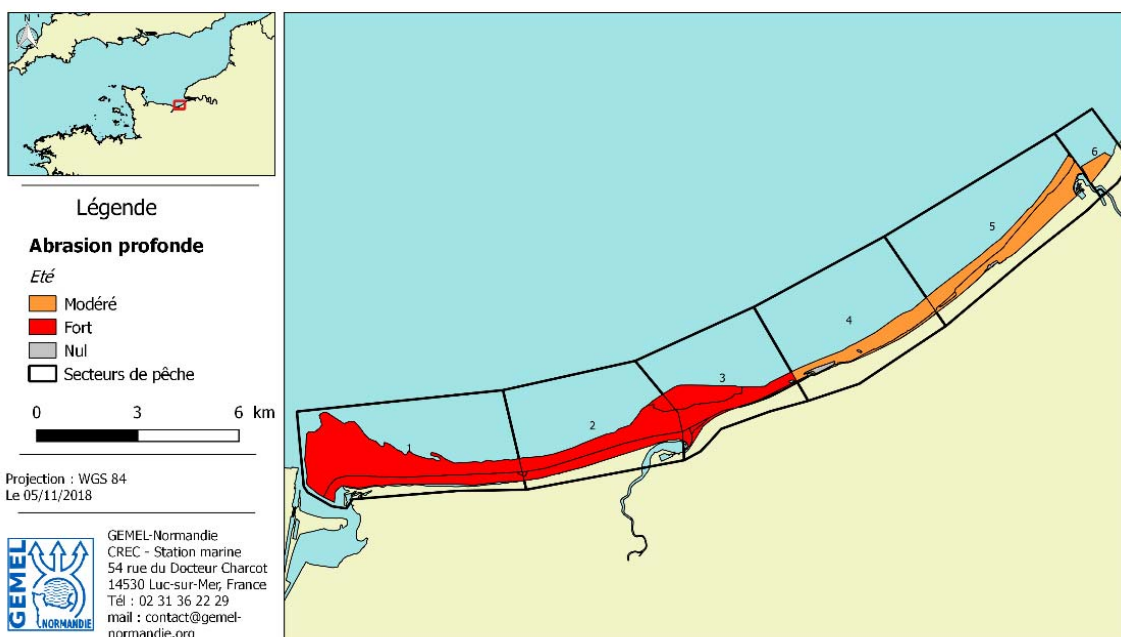 N
Légende
Abrasion profonde
Eté
Modéré
Fort
Nul
Secteurs de pêche
0 3 6 km
Projection : WGS 84
Le 05/11/2018
GEMEL
NORMANDIE
GEMEL-Normandie
CREC - Station marine
54 rue du Docteur Charcot
14530 Luc-sur-Mer, France
Tél : 02 31 36 22 29
mail : contact@gemel-
normandie.org
1
2
3
4
5
6